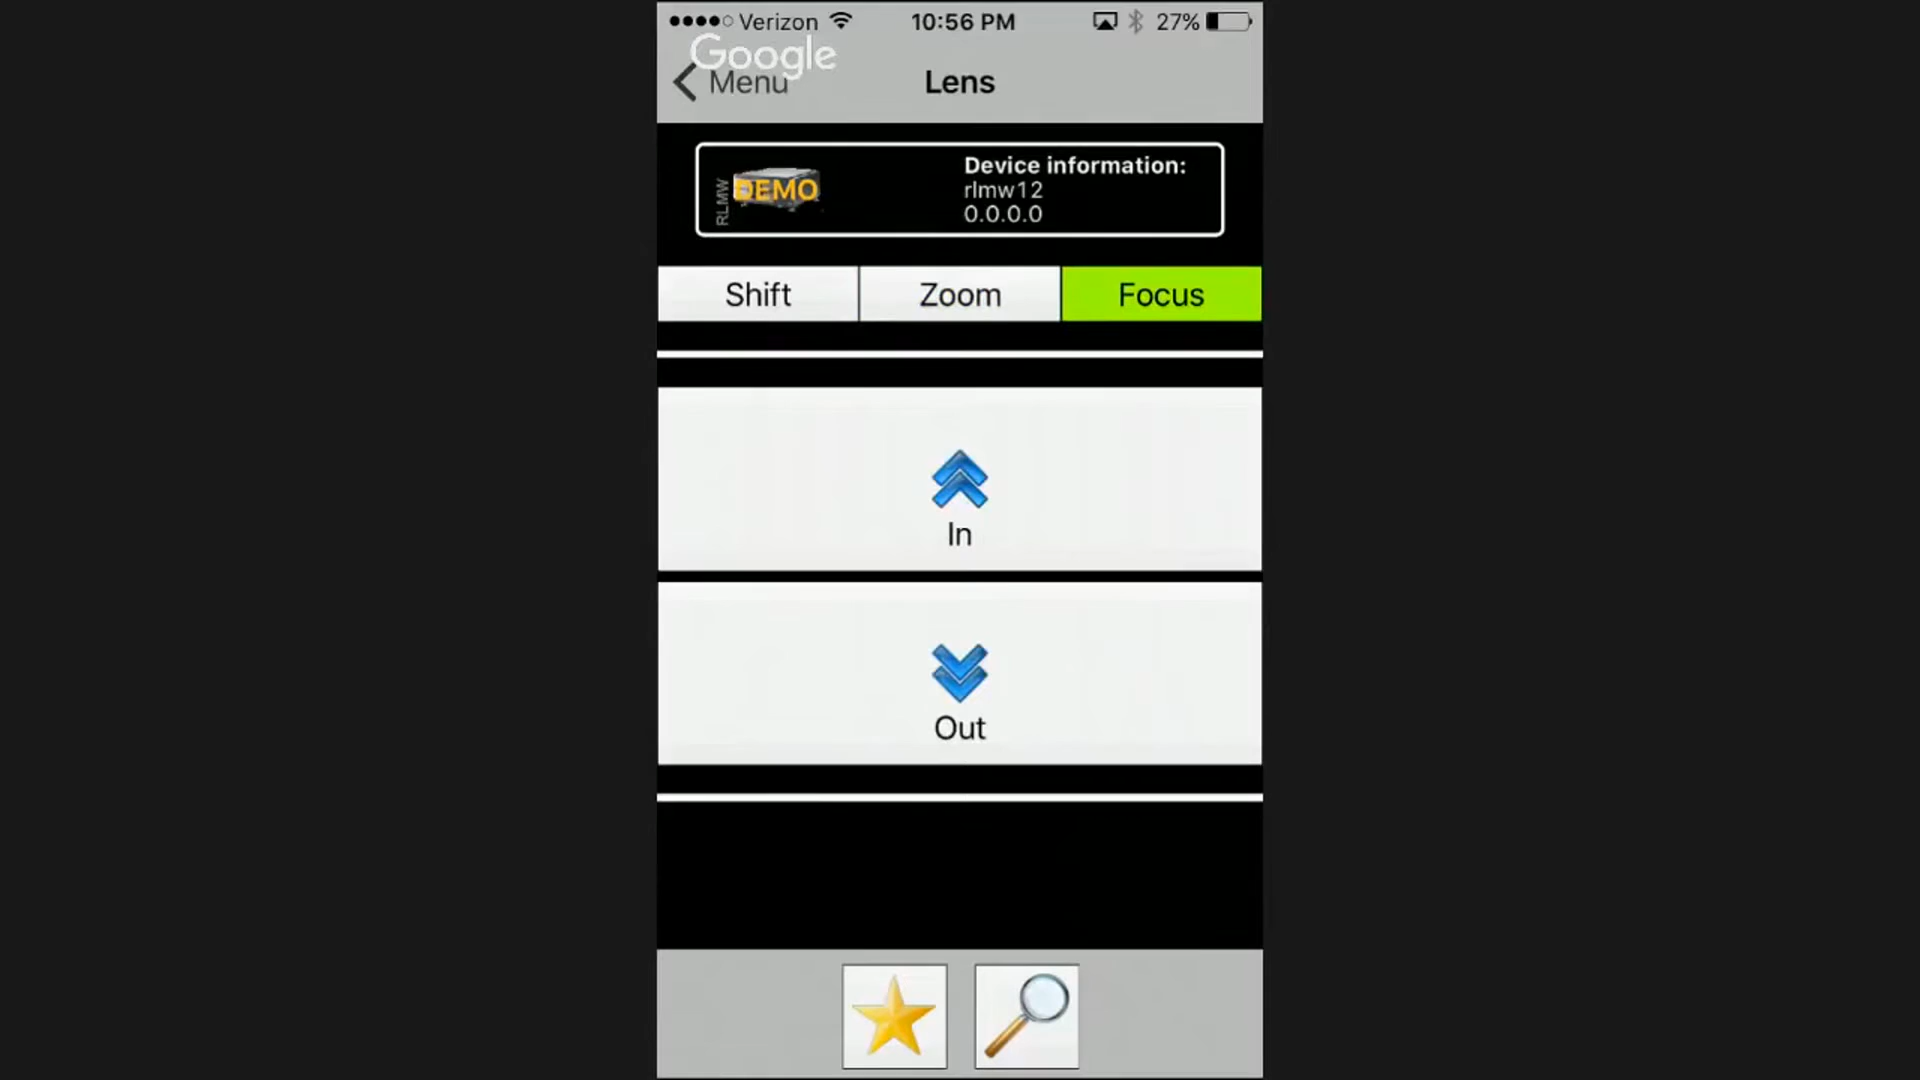 Verizon 10:56 PM 27%
Google
Menu Lens
RLMW DEMO
Device information:
rlmw12
0.0.0.0
Shift Zoom Focus
In
Out